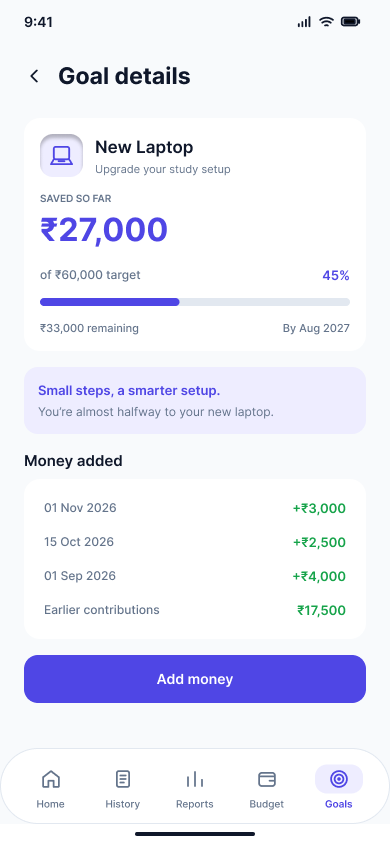 9:41
Goal details
New Laptop
Upgrade your study setup
SAVED SO FAR
₹27,000
of ₹60,000 target 45%
₹33,000 remaining By Aug 2027
Small steps, a smarter setup.
You're almost halfway to your new laptop.
Money added
01 Nov 2026 +₹3,000
15 Oct 2026 +₹2,500
01 Sep 2026 +₹4,000
Earlier contributions ₹17,500
Add money
Home History Reports Budget Goals